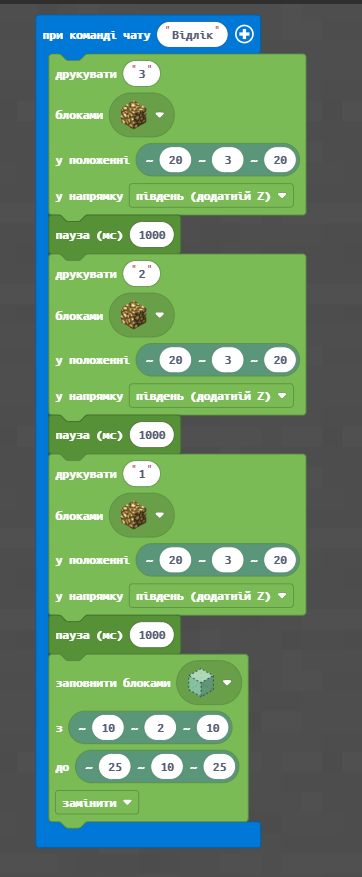 при команді чату "Відлік"
друкувати "3"
блоками
у положенні ~ 20 ~ 3 ~ 20
у напрямку південь (додатній Z)
пауза (мс) 1000
друкувати "2"
блоками
у положенні ~ 20 ~ 3 ~ 20
у напрямку південь (додатній Z)
пауза (мс) 1000
друкувати "1"
блоками
у положенні ~ 20 ~ 3 ~ 20
у напрямку південь (додатній Z)
пауза (мс) 1000
заповнити блоками
з ~ 10 ~ 2 ~ 10
до ~ 25 ~ 10 ~ 25
замінити